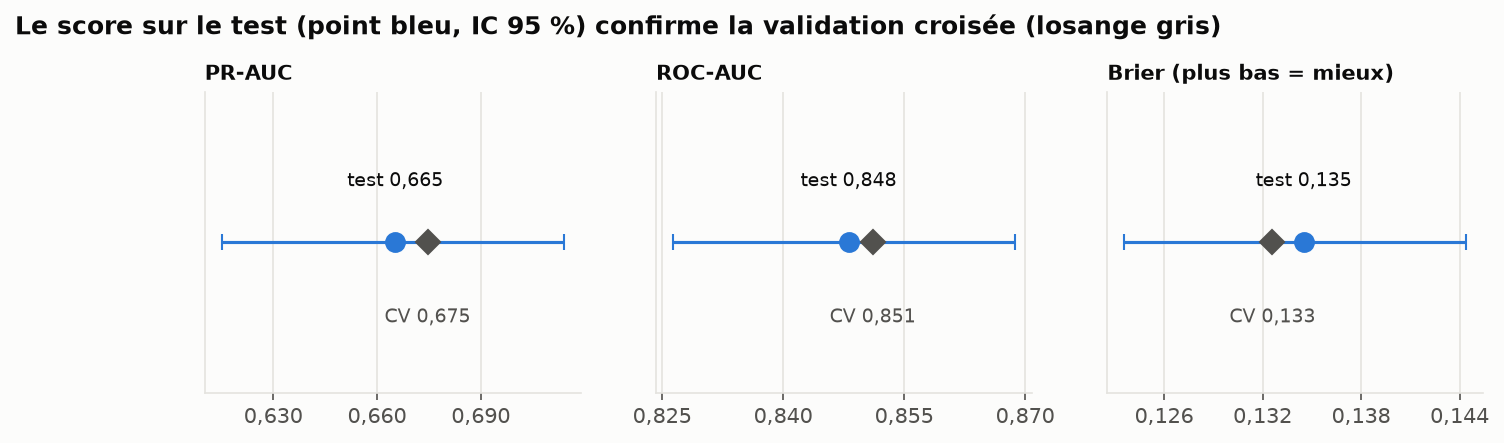 Le score sur le test (point bleu, IC 95 %) confirme la validation croisée (losange gris)
PR-AUC
test 0,665
CV 0,675
0,630 0,660 0,690
ROC-AUC
test 0,848
CV 0,851
0,825 0,840 0,855 0,870
Brier (plus bas = mieux)
test 0,135
CV 0,133
0,126 0,132 0,138 0,144